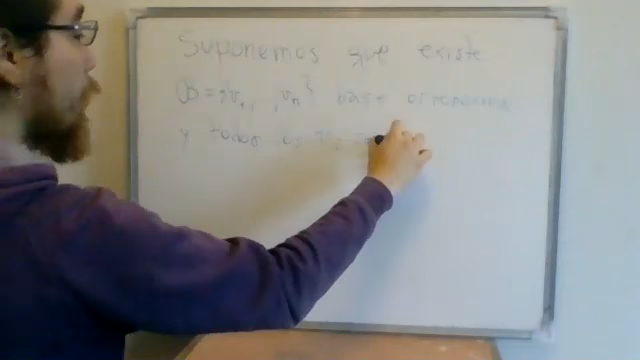 Suponemos que existe
B = {v₁, , vₙ} base ortonormal
y todos